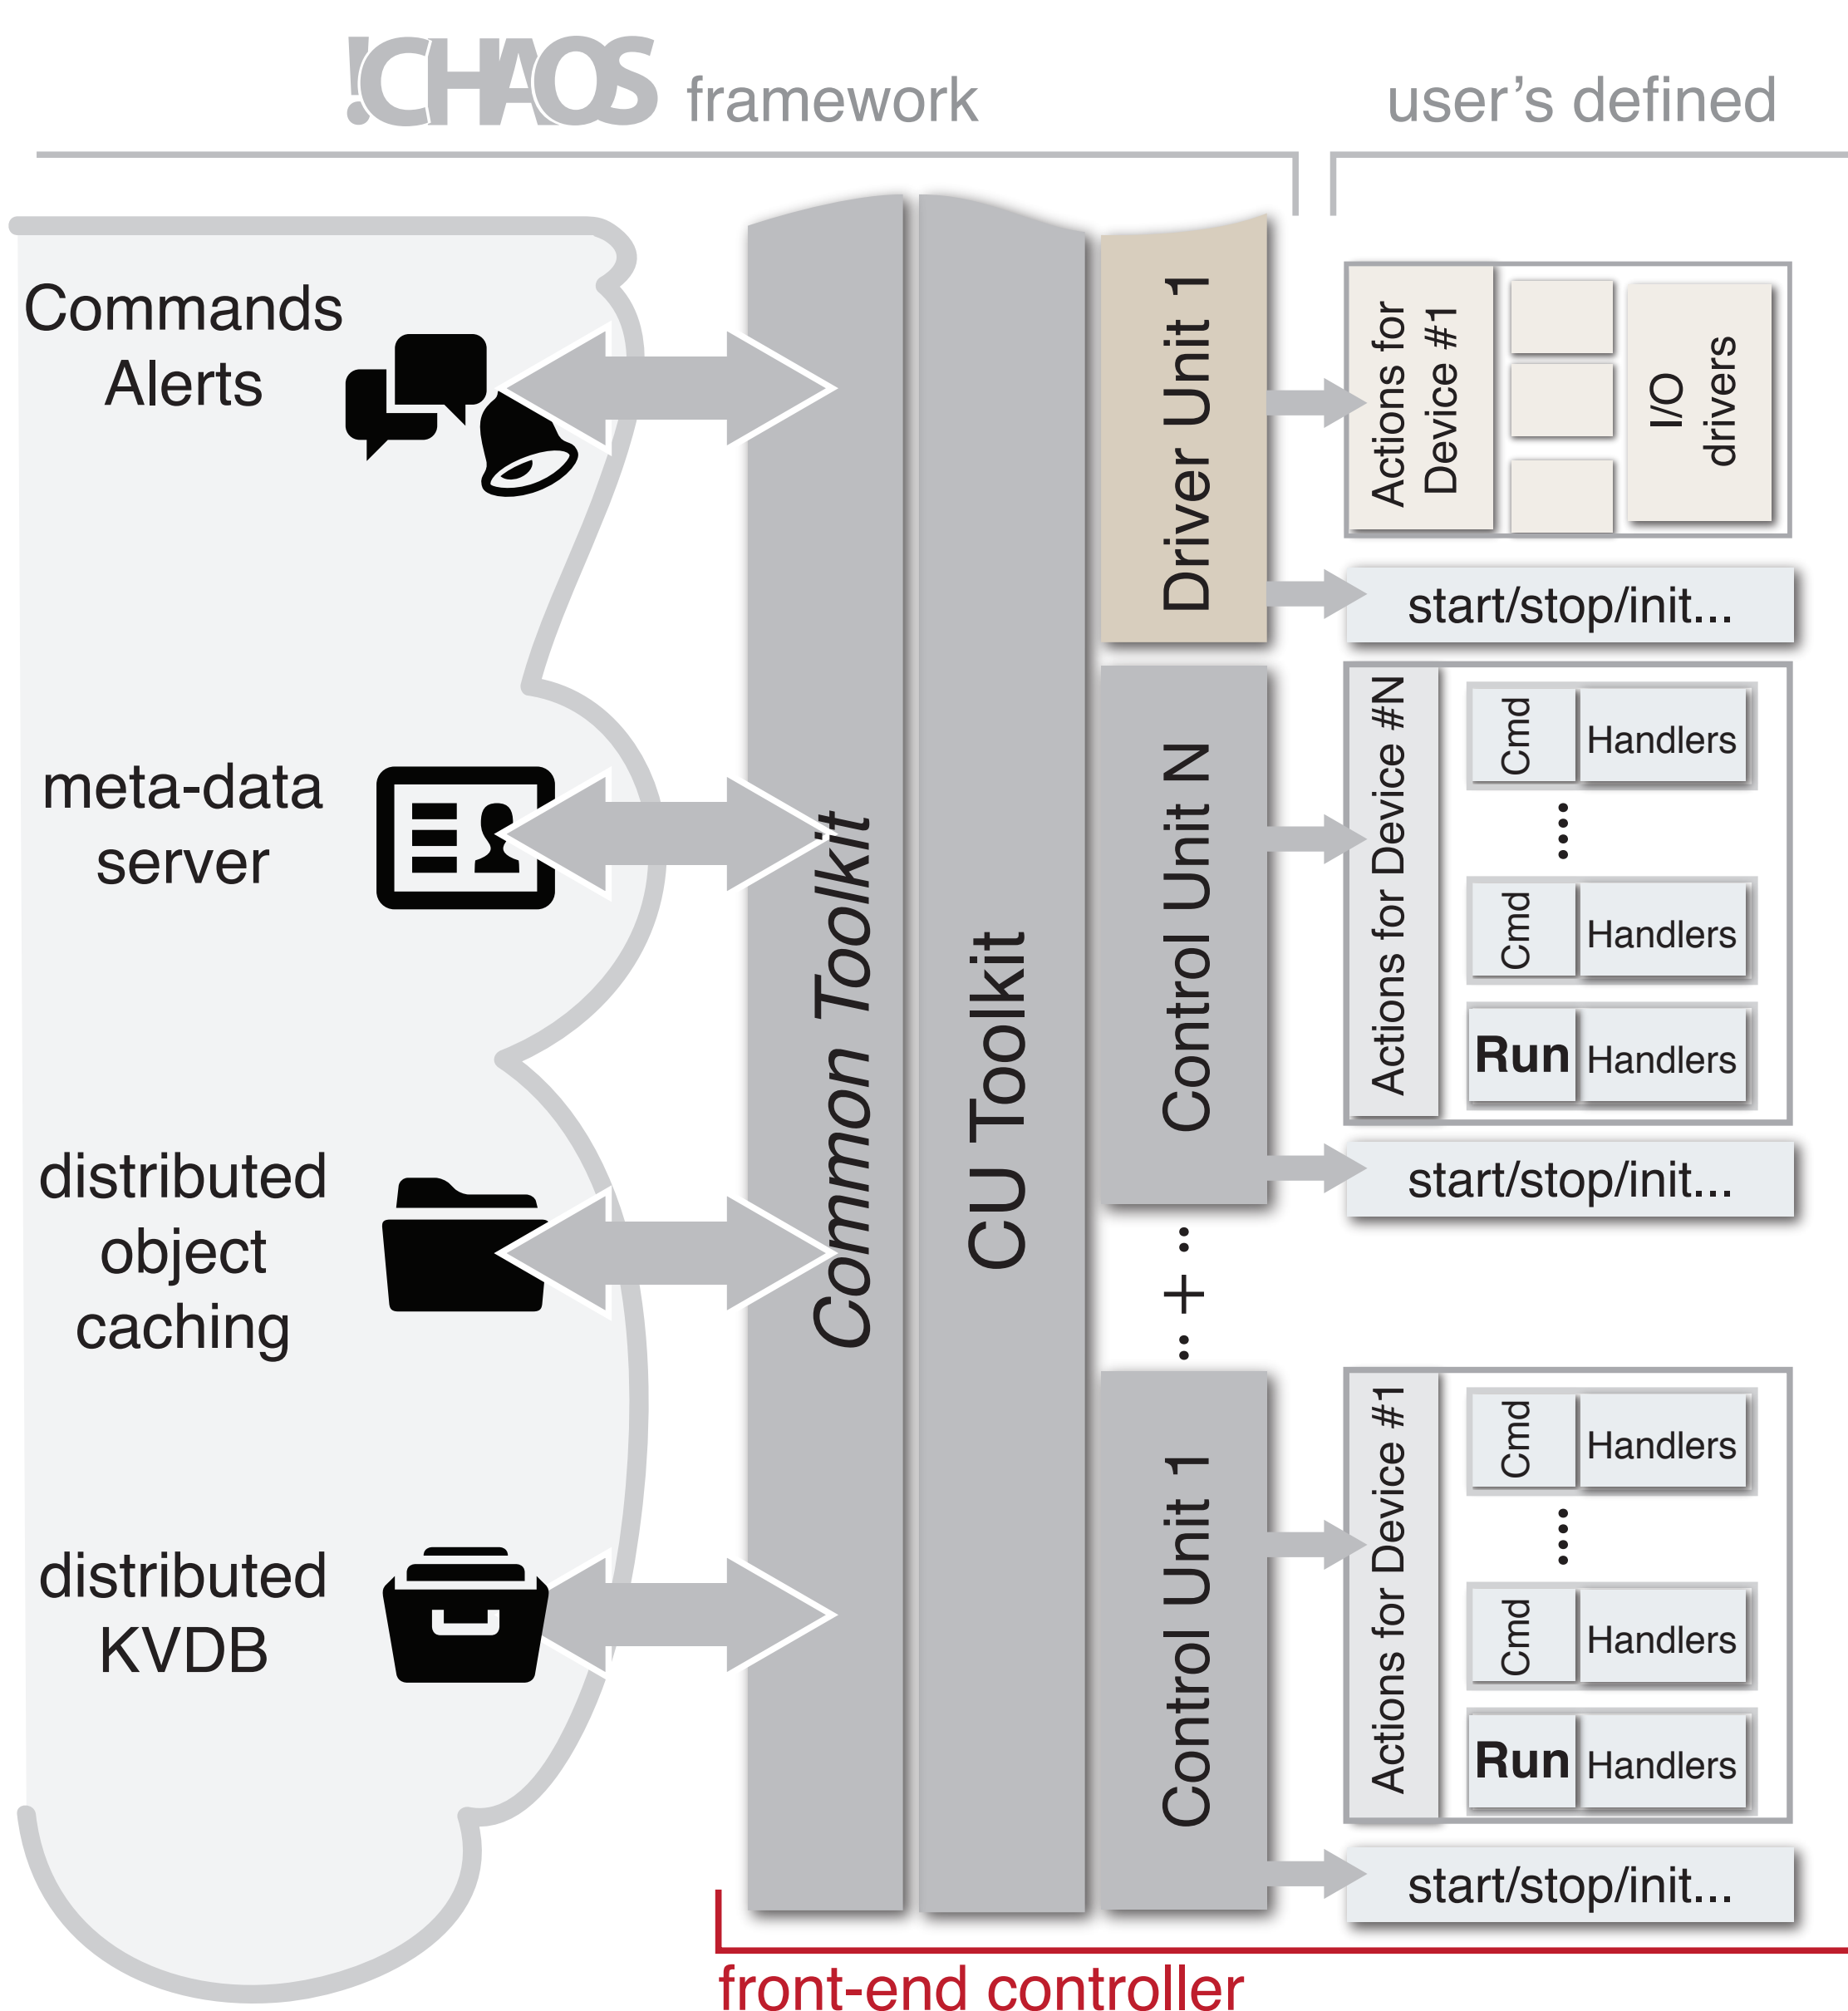 !CHAOS framework
user's defined
Commands
Alerts
meta-data
server
distributed
object
caching
distributed
KVDB
Common Toolkit
CU Toolkit
Driver Unit 1
Control Unit N
.. + ..
Control Unit 1
Actions for
Device #1
I/O
drivers
start/stop/init...
Actions for Device #N
Cmd Handlers
....
Cmd Handlers
Run Handlers
start/stop/init...
Actions for Device #1
Cmd Handlers
....
Cmd Handlers
Run Handlers
start/stop/init...
front-end controller